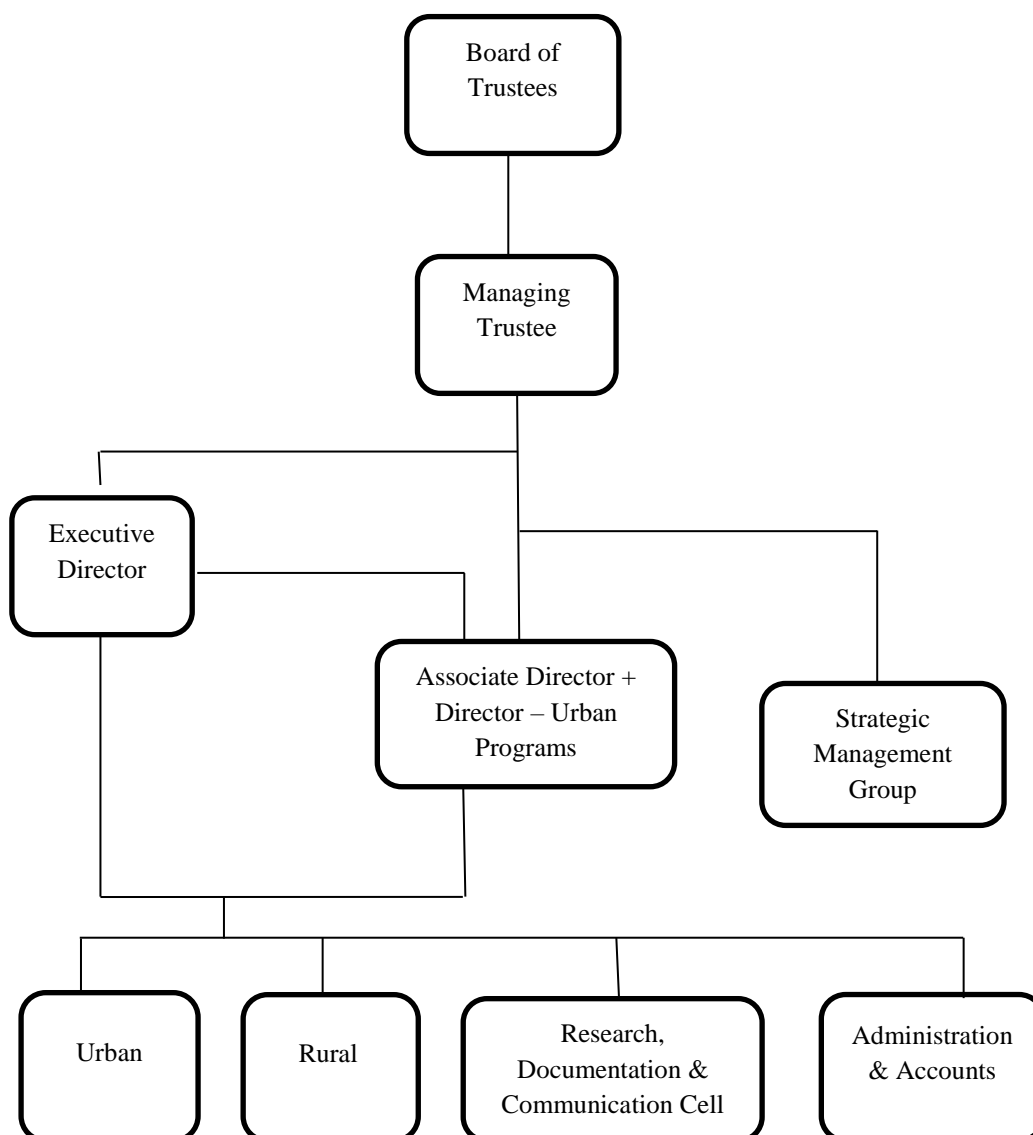 Board of
Trustees
Managing
Trustee
Executive
Director
Associate Director +
Director – Urban
Programs
Strategic
Management
Group
Urban
Rural
Research,
Documentation &
Communication Cell
Administration
& Accounts